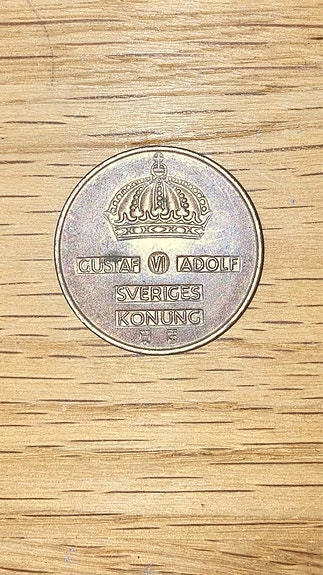 GUSTAF VI ADOLF
SVERIGES
KONUNG